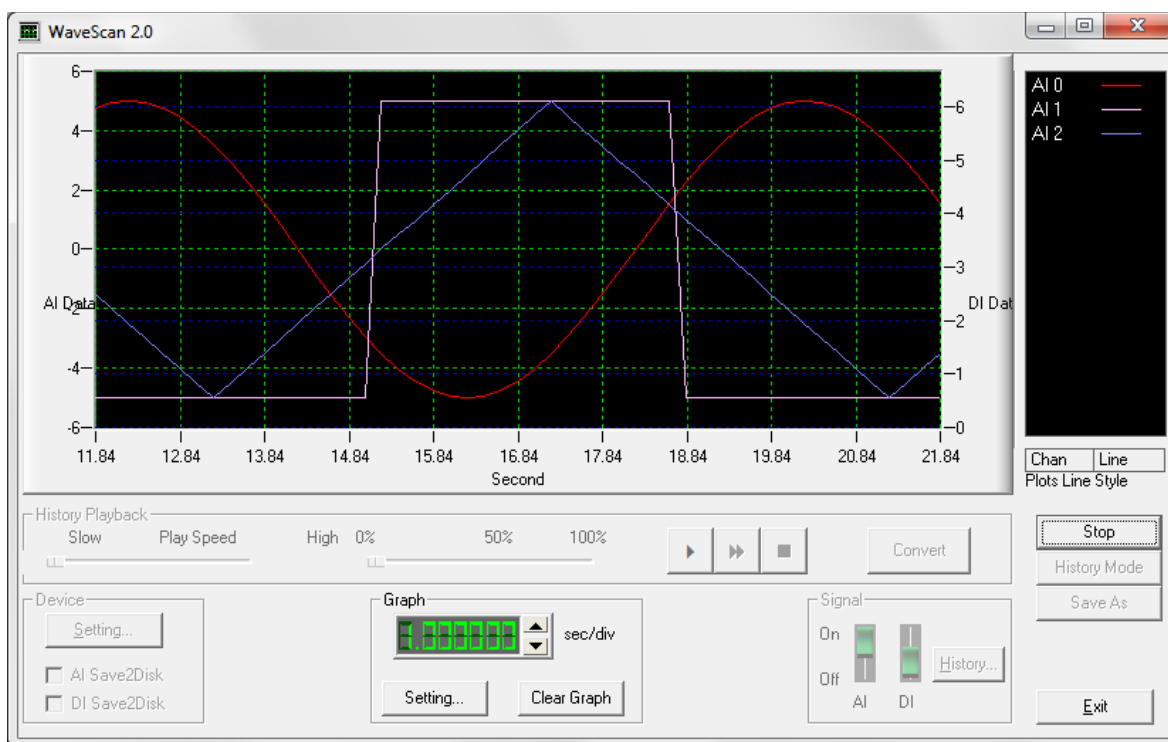 WaveScan 2.0
6
4
2
0
-2
-4
-6
AI Data
6
5
4
3
2
1
0
DI Dat
11.84 12.84 13.84 14.84 15.84 16.84 17.84 18.84 19.84 20.84 21.84
Second
AI 0
AI 1
AI 2
Chan Line
Plots Line Style
History Playback
Slow Play Speed High 0% 50% 100%
Convert
Stop
History Mode
Save As
Device
Setting...
AI Save2Disk
DI Save2Disk
Graph
1.000000 sec/div
Setting... Clear Graph
Signal
On
Off
AI DI
History...
Exit